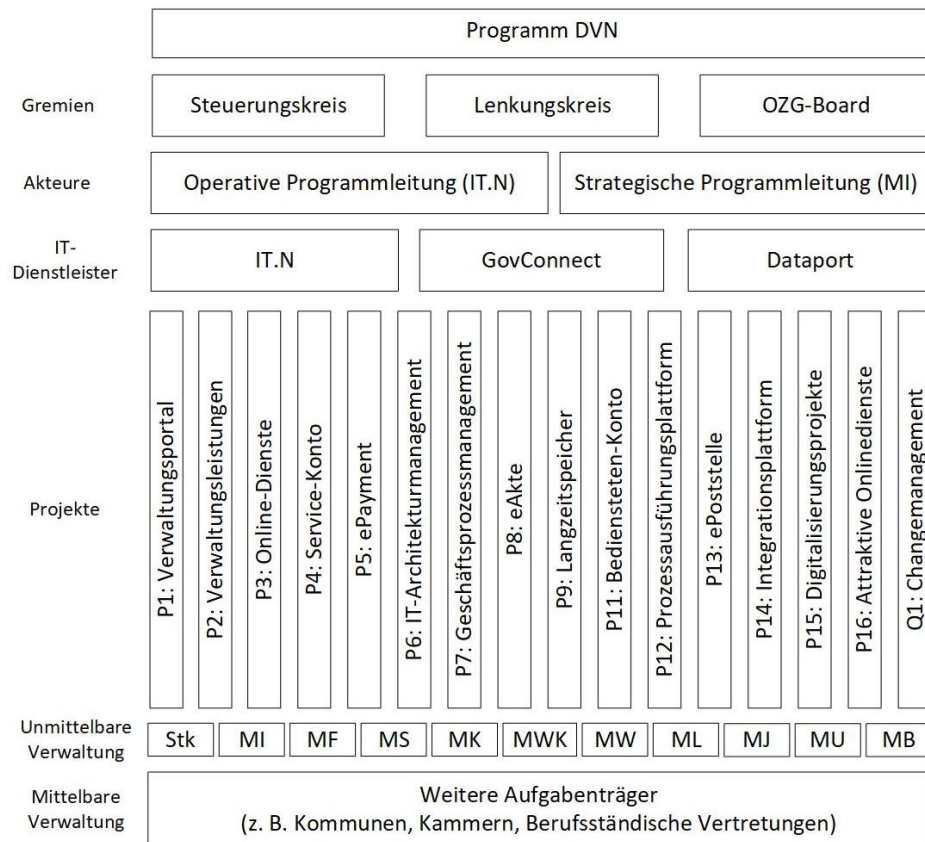 Programm DVN
Gremien
Steuerungskreis
Lenkungskreis
OZG-Board
Akteure
Operative Programmleitung (IT.N)
Strategische Programmleitung (MI)
IT-
Dienstleister
IT.N
GovConnect
Dataport
Projekte
P1: Verwaltungsportal
P2: Verwaltungsleistungen
P3: Online-Dienste
P4: Service-Konto
P5: ePayment
P6: IT-Architekturmanagement
P7: Geschäftsprozessmanagement
P8: eAkte
P9: Langzeitspeicher
P11: Bediensteten-Konto
P12: Prozessausführungsplattform
P13: ePoststelle
P14: Integrationsplattform
P15: Digitalisierungsprojekte
P16: Attraktive Onlinedienste
Q1: Changemanagement
Unmittelbare
Verwaltung
Stk
MI
MF
MS
MK
MWK
MW
ML
MJ
MU
MB
Mittelbare
Verwaltung
Weitere Aufgabenträger
(z. B. Kommunen, Kammern, Berufsständische Vertretungen)